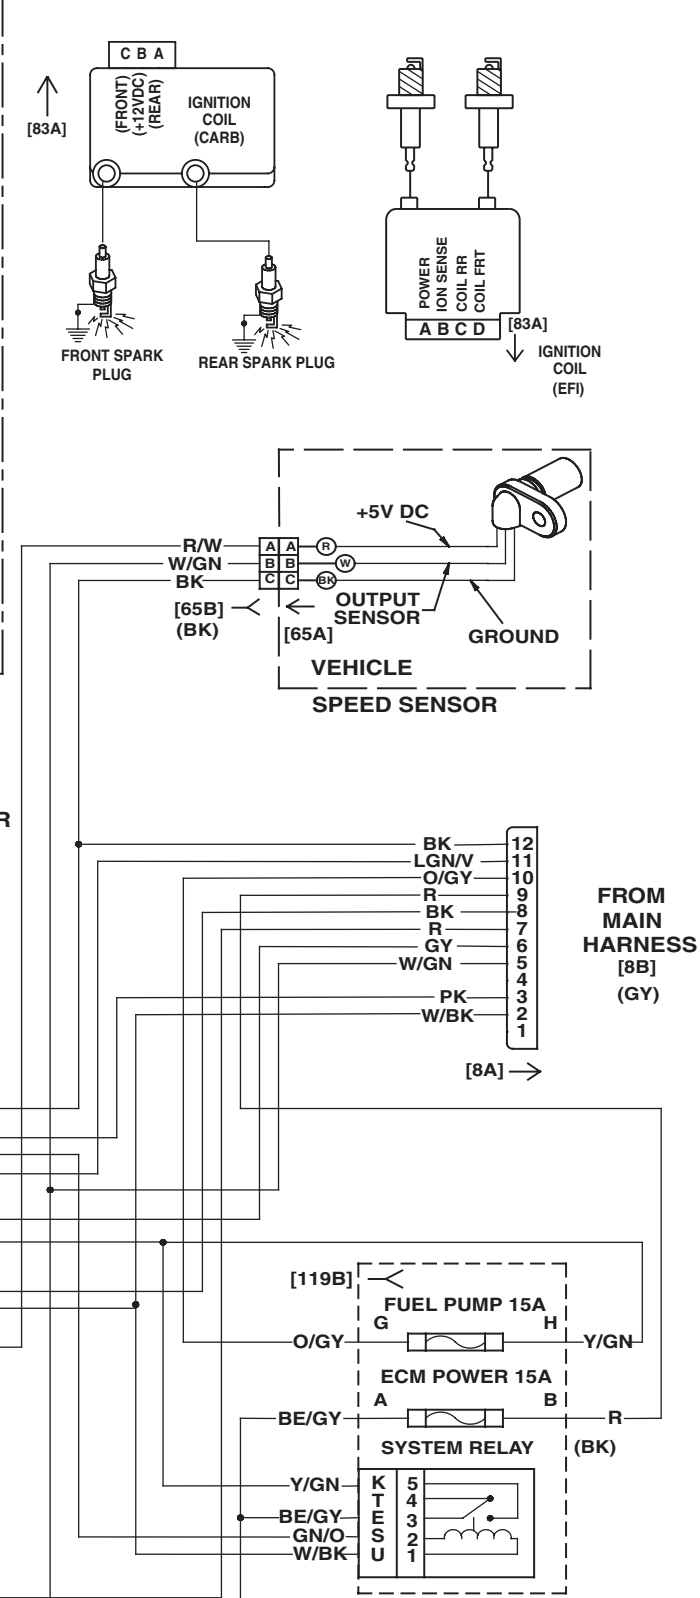 C B A
(FRONT)
(+12VDC)
(REAR)
IGNITION
COIL
(CARB)
[83A]
FRONT SPARK
PLUG
REAR SPARK PLUG
POWER
ION SENSE
COIL RR
COIL FRT
A B C D
[83A]
IGNITION
COIL
(EFI)
+5V DC
R/W A A R
W/GN B B W
BK C C BK
[65B]
(BK)
[65A]
OUTPUT
SENSOR
GROUND
VEHICLE
SPEED SENSOR
R
BK 12
LGN/V 11
O/GY 10
R 9
BK 8
R 7
GY 6
W/GN 5
4
PK 3
W/BK 2
1
FROM
MAIN
HARNESS
[8B]
(GY)
[8A]
[119B]
FUEL PUMP 15A
G H
O/GY Y/GN
ECM POWER 15A
A B
BE/GY R
SYSTEM RELAY (BK)
Y/GN K 5
T 4
BE/GY E 3
GN/O S 2
W/BK U 1